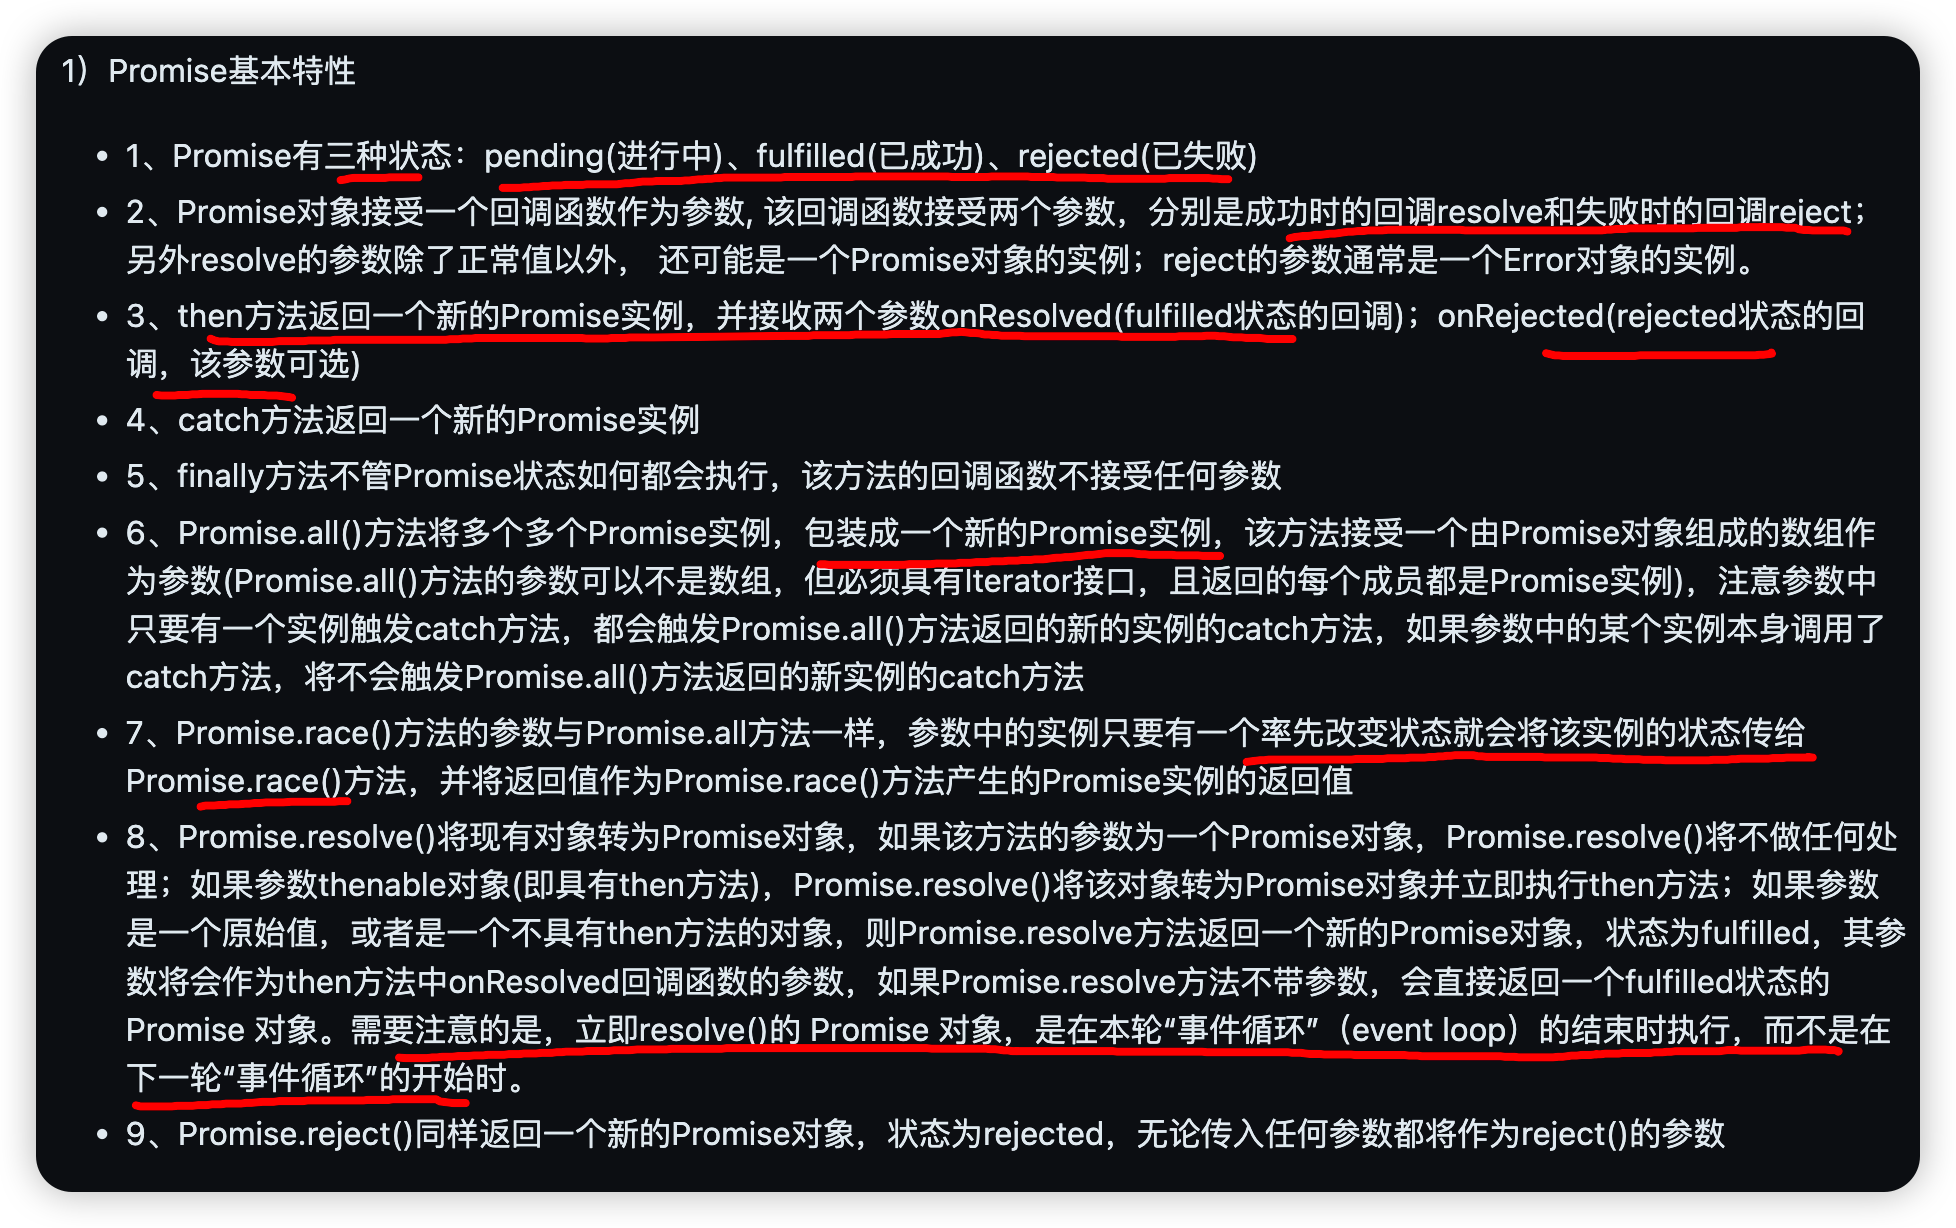 1）Promise基本特性
• 1、Promise有三种状态：pending(进行中)、fulfilled(已成功)、rejected(已失败)
• 2、Promise对象接受一个回调函数作为参数, 该回调函数接受两个参数，分别是成功时的回调resolve和失败时的回调reject；
另外resolve的参数除了正常值以外， 还可能是一个Promise对象的实例；reject的参数通常是一个Error对象的实例。
• 3、then方法返回一个新的Promise实例，并接收两个参数onResolved(fulfilled状态的回调)；onRejected(rejected状态的回
调，该参数可选)
• 4、catch方法返回一个新的Promise实例
• 5、finally方法不管Promise状态如何都会执行，该方法的回调函数不接受任何参数
• 6、Promise.all()方法将多个多个Promise实例，包装成一个新的Promise实例，该方法接受一个由Promise对象组成的数组作
为参数(Promise.all()方法的参数可以不是数组，但必须具有Iterator接口，且返回的每个成员都是Promise实例)，注意参数中
只要有一个实例触发catch方法，都会触发Promise.all()方法返回的新的实例的catch方法，如果参数中的某个实例本身调用了
catch方法，将不会触发Promise.all()方法返回的新实例的catch方法
• 7、Promise.race()方法的参数与Promise.all方法一样，参数中的实例只要有一个率先改变状态就会将该实例的状态传给
Promise.race()方法，并将返回值作为Promise.race()方法产生的Promise实例的返回值
• 8、Promise.resolve()将现有对象转为Promise对象，如果该方法的参数为一个Promise对象，Promise.resolve()将不做任何处
理；如果参数thenable对象(即具有then方法)，Promise.resolve()将该对象转为Promise对象并立即执行then方法；如果参数
是一个原始值，或者是一个不具有then方法的对象，则Promise.resolve方法返回一个新的Promise对象，状态为fulfilled，其参
数将会作为then方法中onResolved回调函数的参数，如果Promise.resolve方法不带参数，会直接返回一个fulfilled状态的
Promise 对象。需要注意的是，立即resolve()的 Promise 对象，是在本轮“事件循环”（event loop）的结束时执行，而不是在
下一轮“事件循环”的开始时。
• 9、Promise.reject()同样返回一个新的Promise对象，状态为rejected，无论传入任何参数都将作为reject()的参数